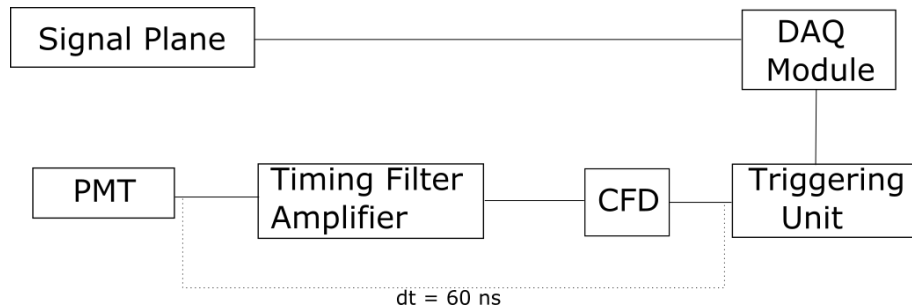 Signal Plane
DAQ
Module
PMT
Timing Filter
Amplifier
CFD
Triggering
Unit
dt = 60 ns